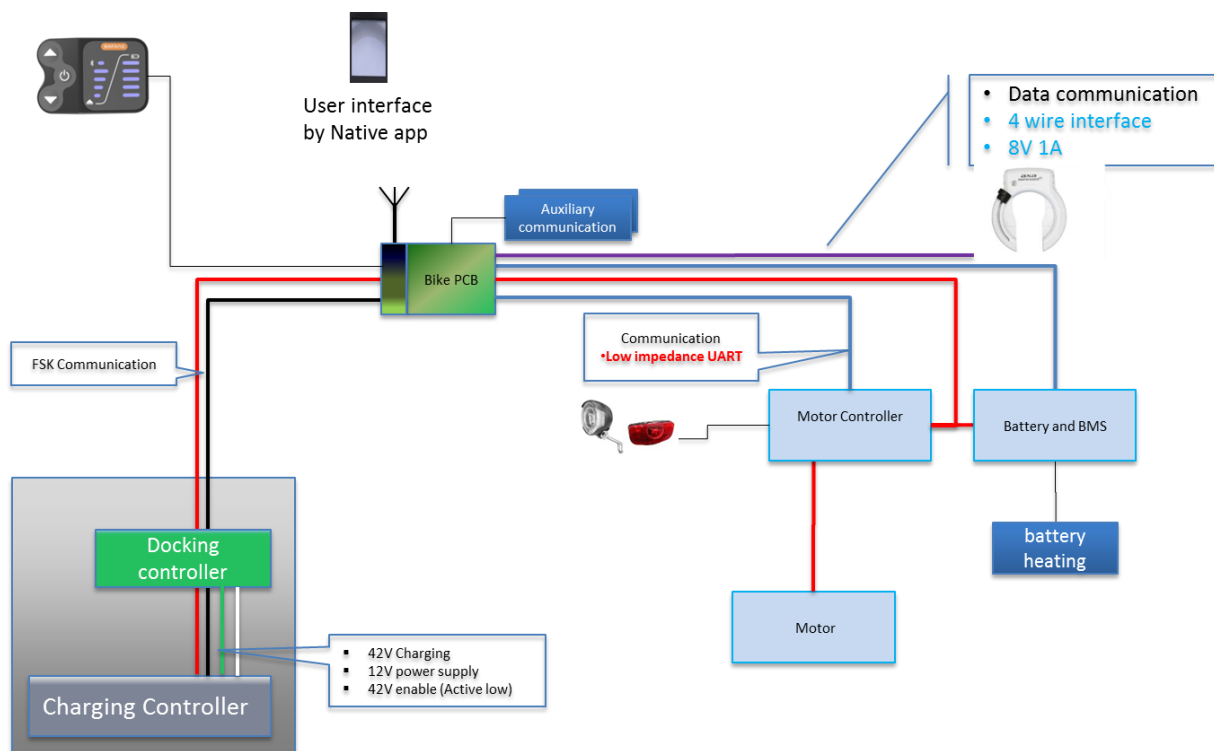 User interface
by Native app
• Data communication
• 4 wire interface
• 8V 1A
Auxiliary
communication
Bike PCB
FSK Communication
Communication
•Low impedance UART
Motor Controller
Battery and BMS
battery
heating
Motor
Docking
controller
▪ 42V Charging
▪ 12V power supply
▪ 42V enable (Active low)
Charging Controller